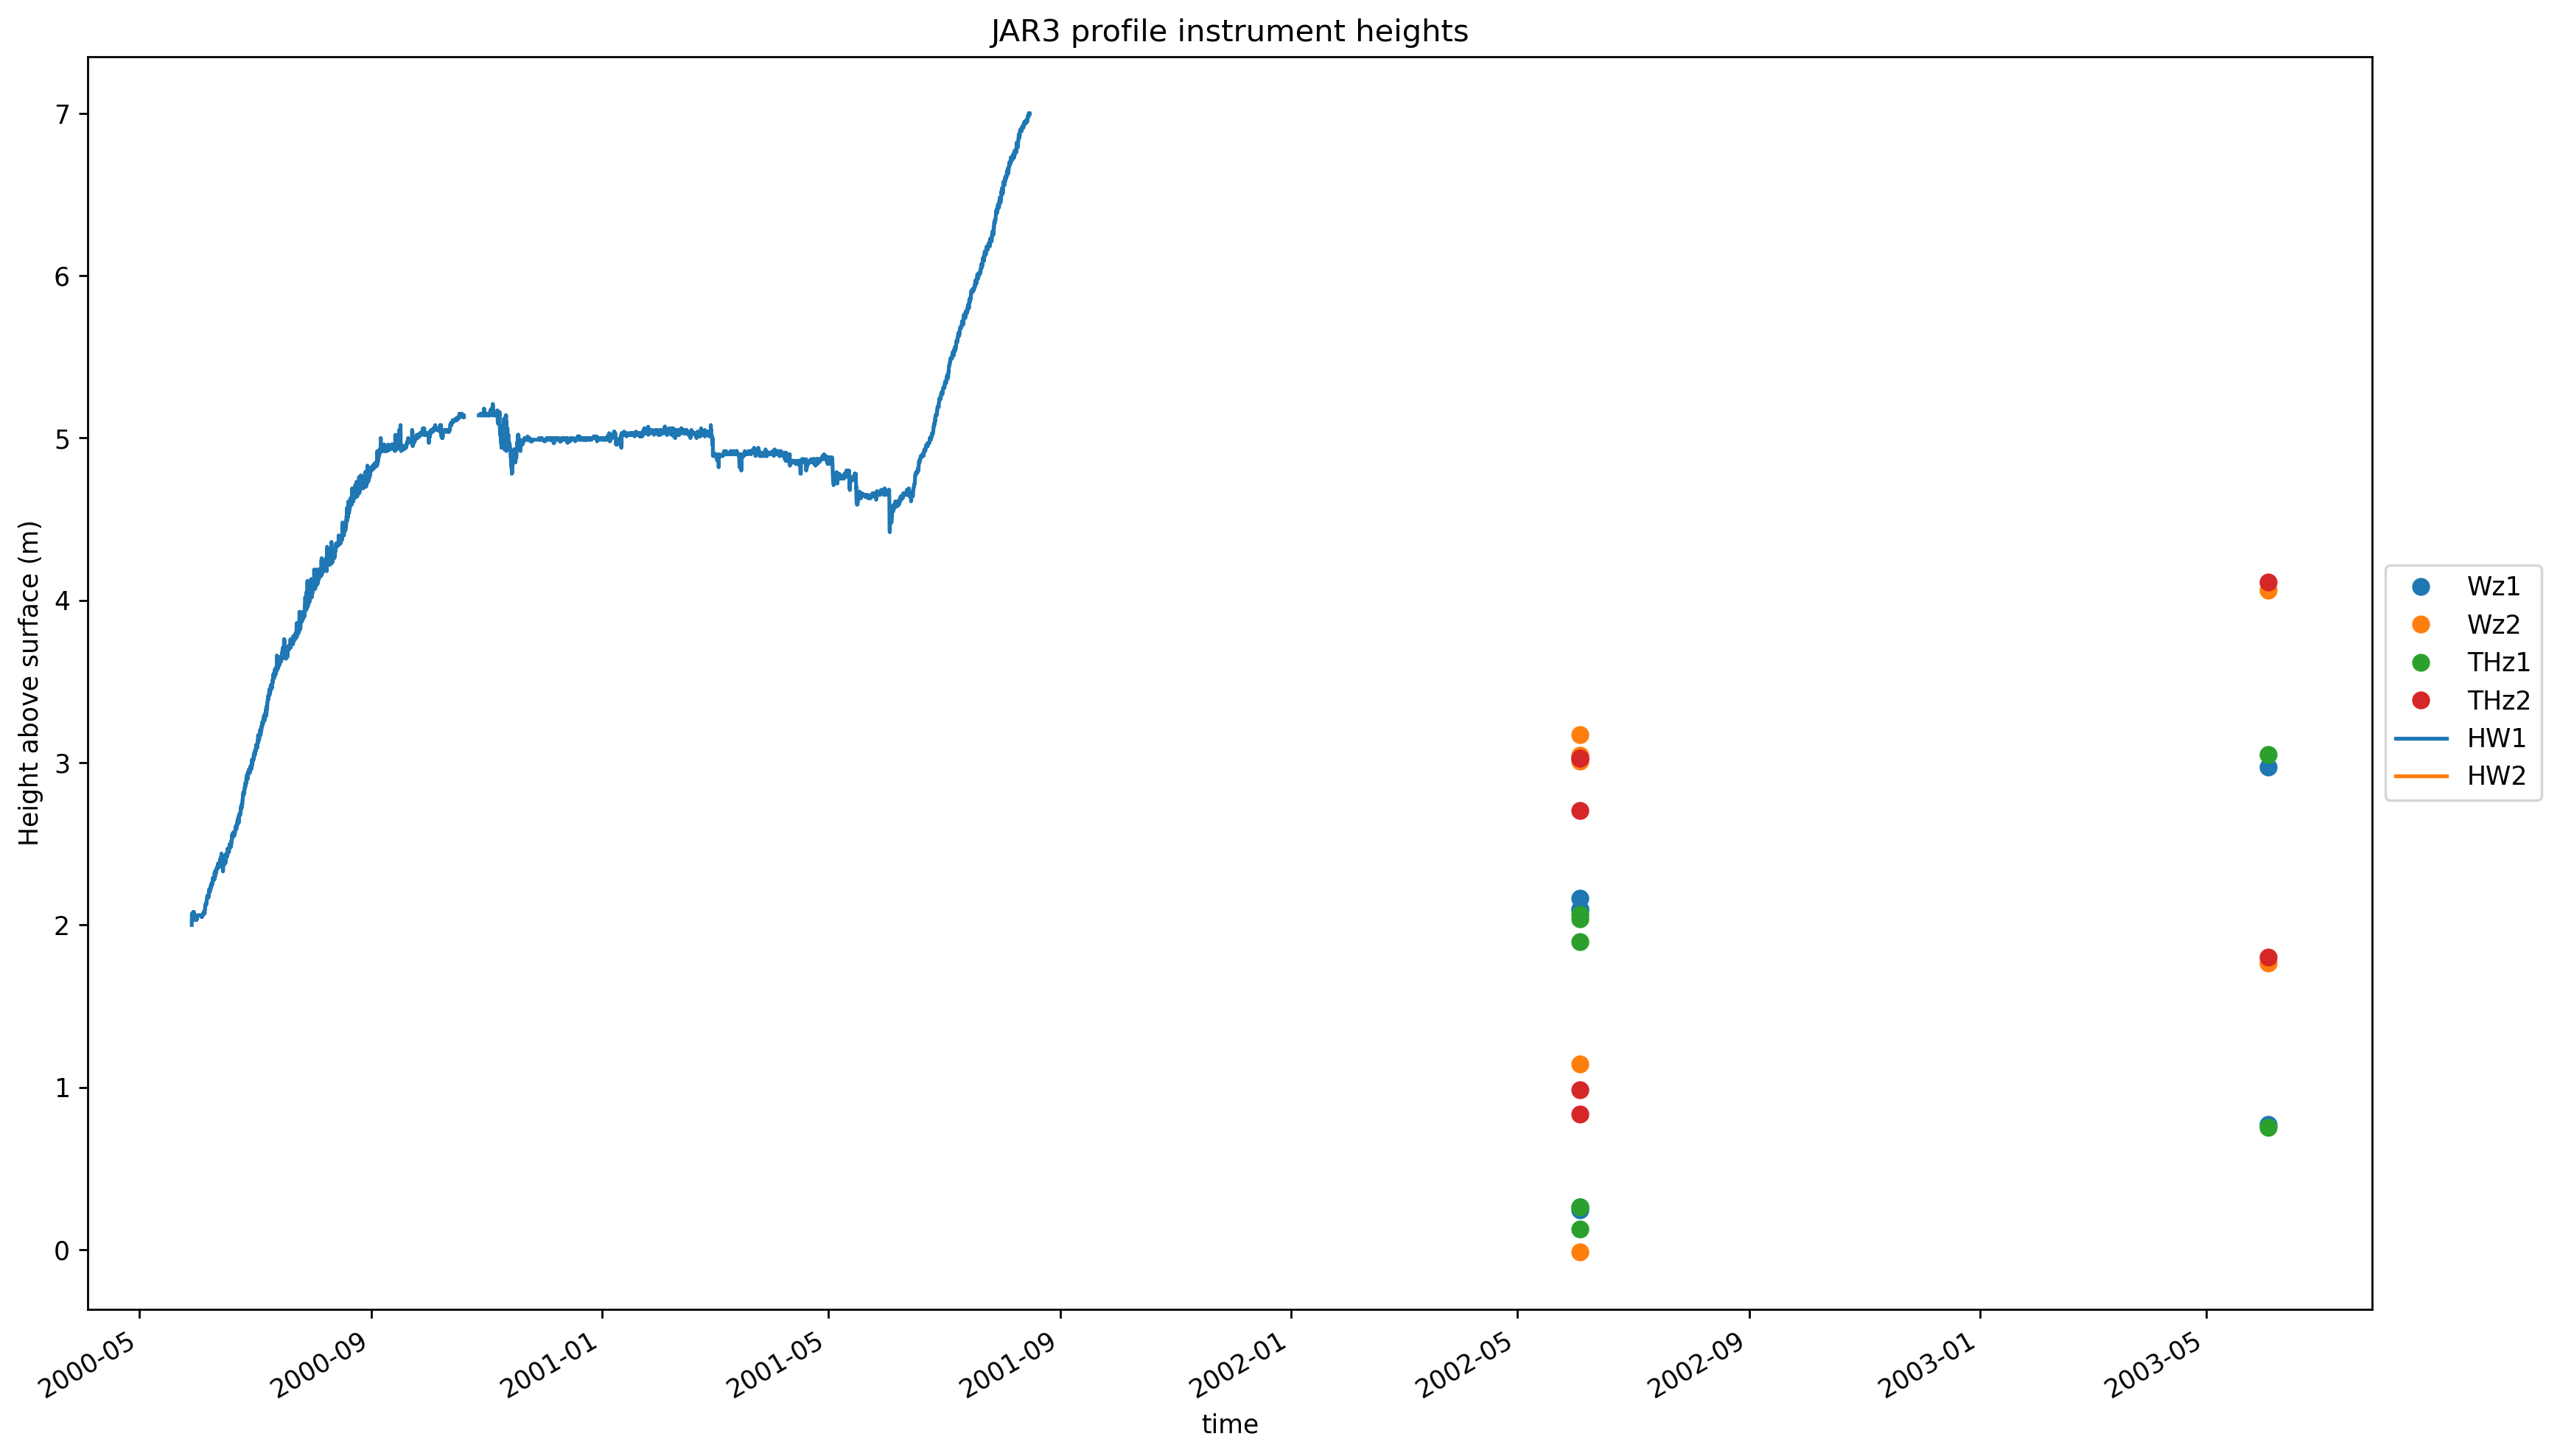 JAR3 profile instrument heights
Height above surface (m)
7
6
5
4
3
2
1
0
2000-05
2000-09
2001-01
2001-05
2001-09
2002-01
2002-05
2002-09
2003-01
2003-05
time
Wz1
Wz2
THz1
THz2
HW1
HW2